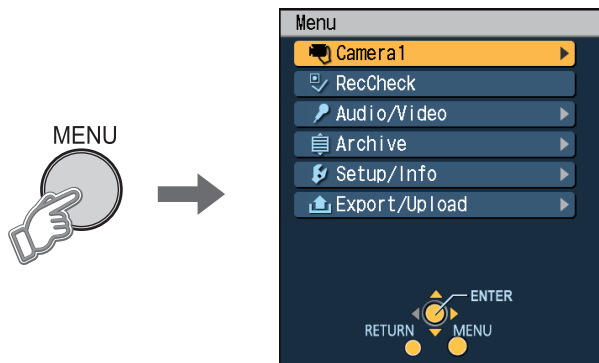 MENU
Menu
Camera1
RecCheck
Audio/Video
Archive
Setup/Info
Export/Upload
ENTER
RETURN MENU